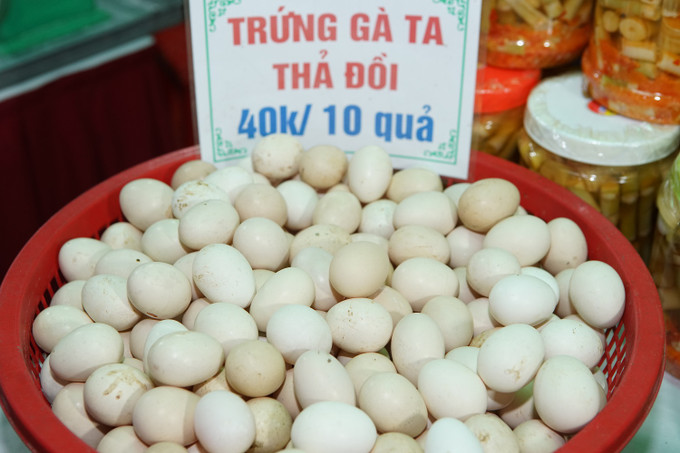 TRỨNG GÀ TA
THẢ ĐỒI
40k/ 10 quả